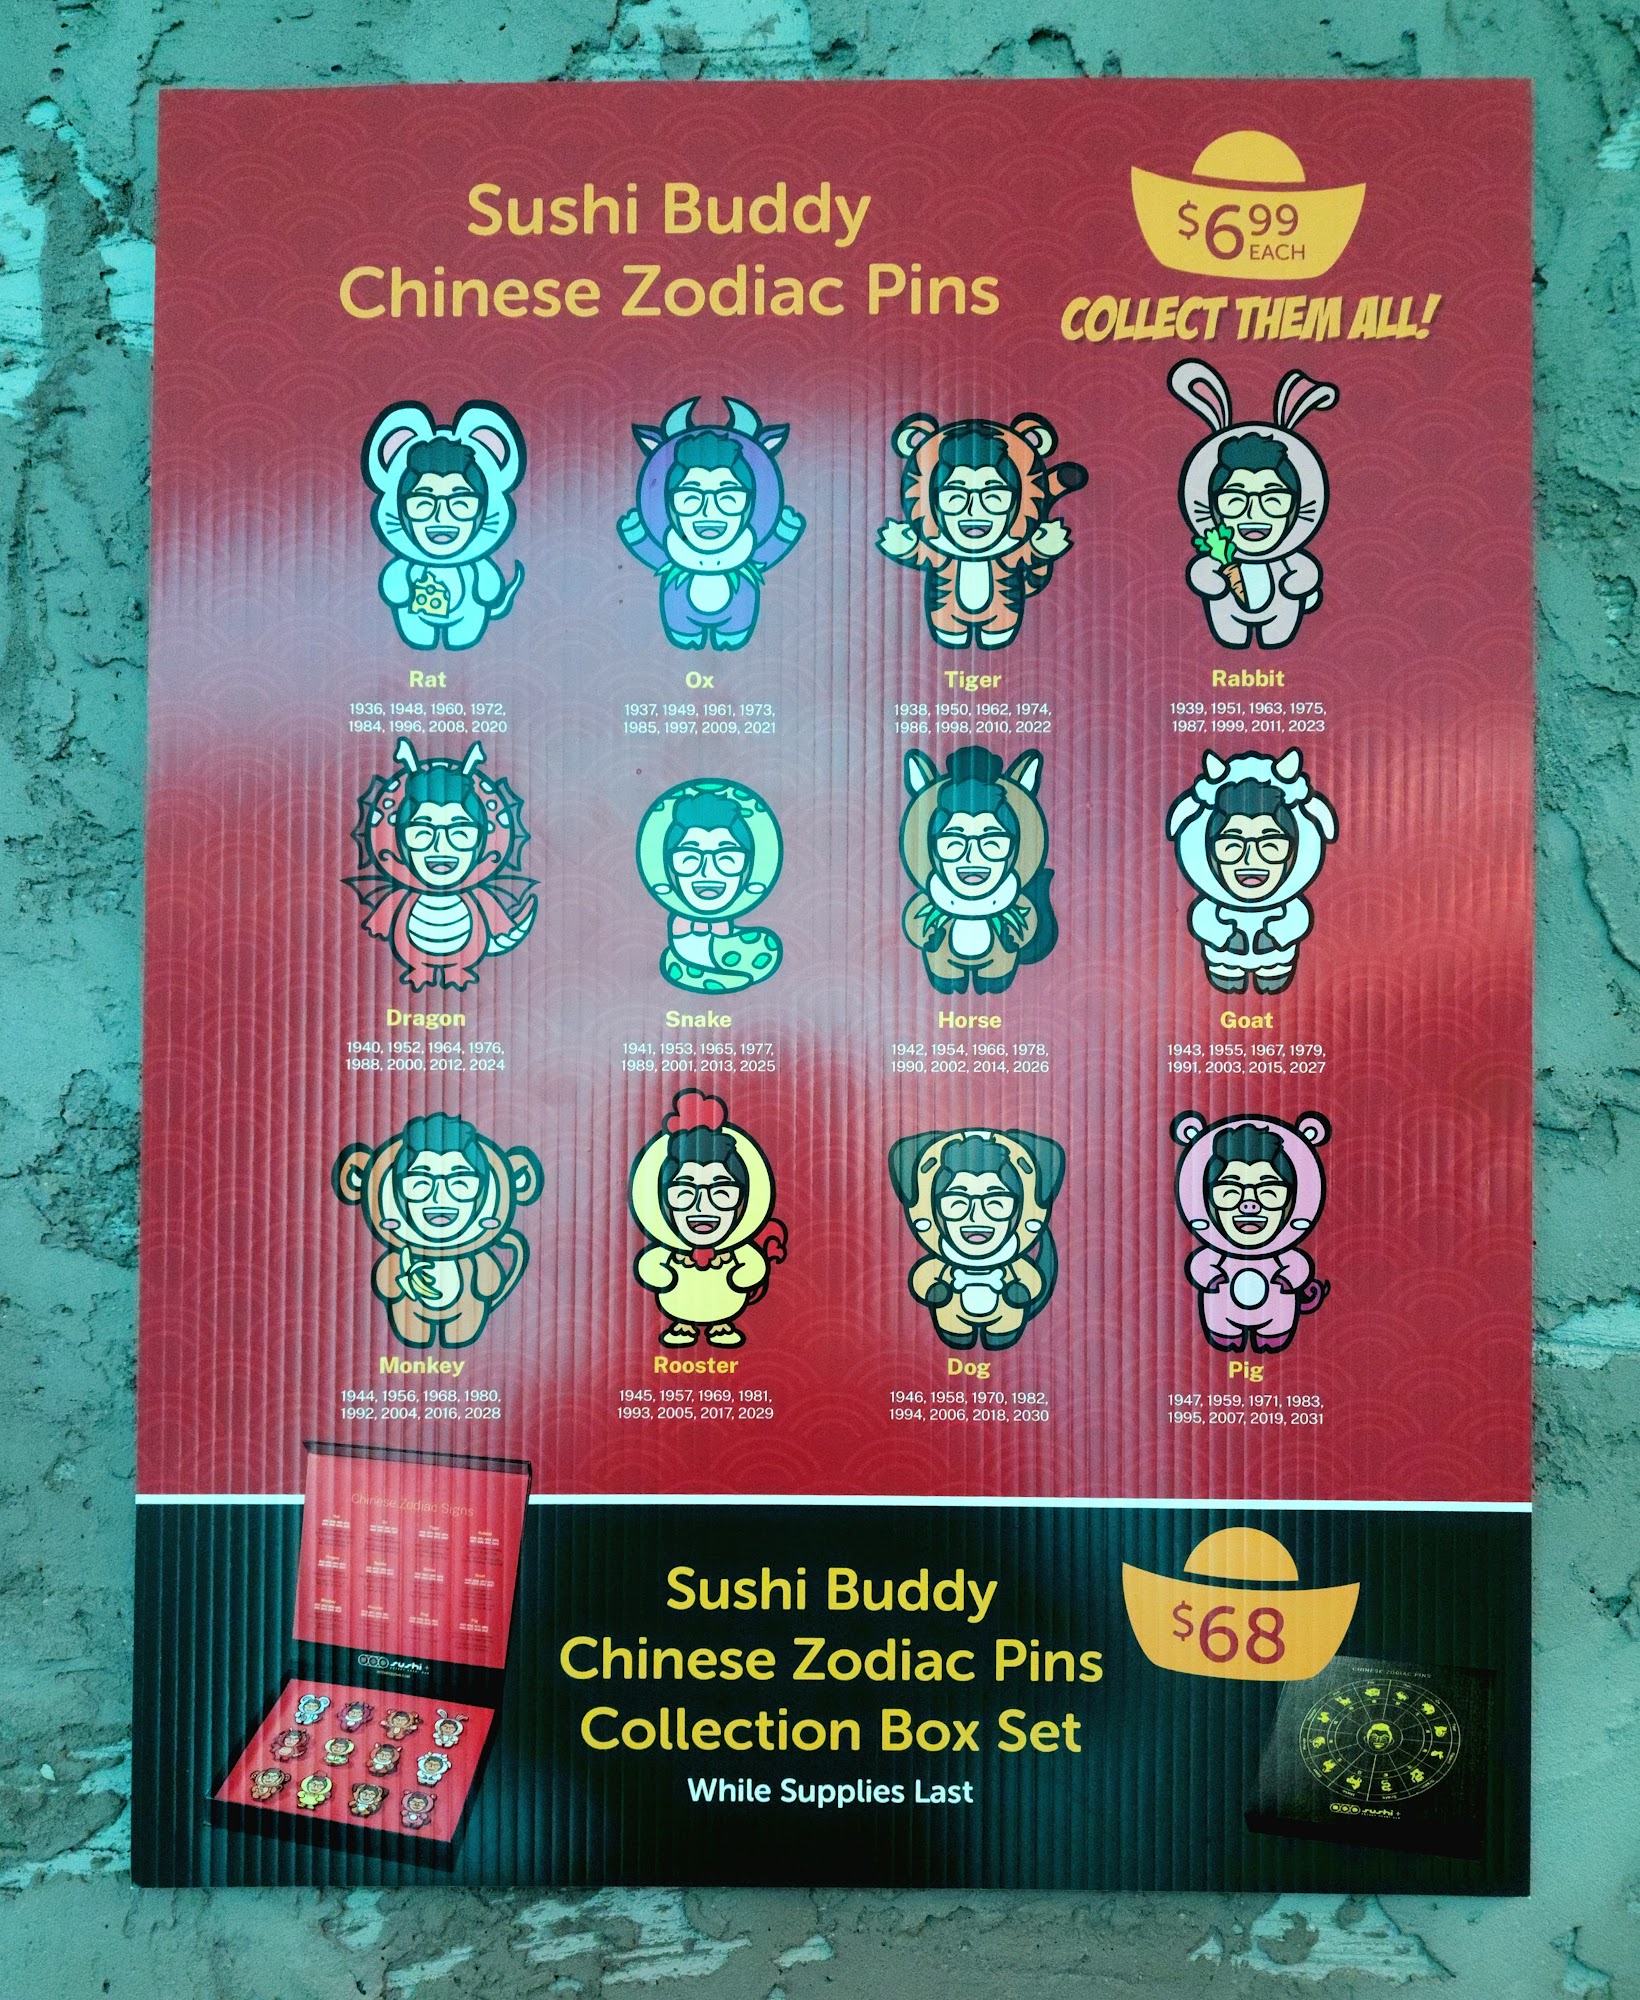 Sushi Buddy
Chinese Zodiac Pins
$6.99
EACH
COLLECT THEM ALL!
Rat
1936, 1948, 1960, 1972,
1984, 1996, 2008, 2020
Ox
1937, 1949, 1961, 1973,
1985, 1997, 2009, 2021
Tiger
1938, 1950, 1962, 1974,
1986, 1998, 2010, 2022
Rabbit
1939, 1951, 1963, 1975,
1987, 1999, 2011, 2023
Dragon
1940, 1952, 1964, 1976,
1988, 2000, 2012, 2024
Snake
1941, 1953, 1965, 1977,
1989, 2001, 2013, 2025
Horse
1942, 1954, 1966, 1978,
1990, 2002, 2014, 2026
Goat
1943, 1955, 1967, 1979,
1991, 2003, 2015, 2027
Monkey
1944, 1956, 1968, 1980,
1992, 2004, 2016, 2028
Rooster
1945, 1957, 1969, 1981,
1993, 2005, 2017, 2029
Dog
1946, 1958, 1970, 1982,
1994, 2006, 2018, 2030
Pig
1947, 1959, 1971, 1983,
1995, 2007, 2019, 2031
Chinese Zodiac Signs
sushi
Sushi Buddy
Chinese Zodiac Pins
Collection Box Set
While Supplies Last
$68
CHINESE ZODIAC PINS
sushi